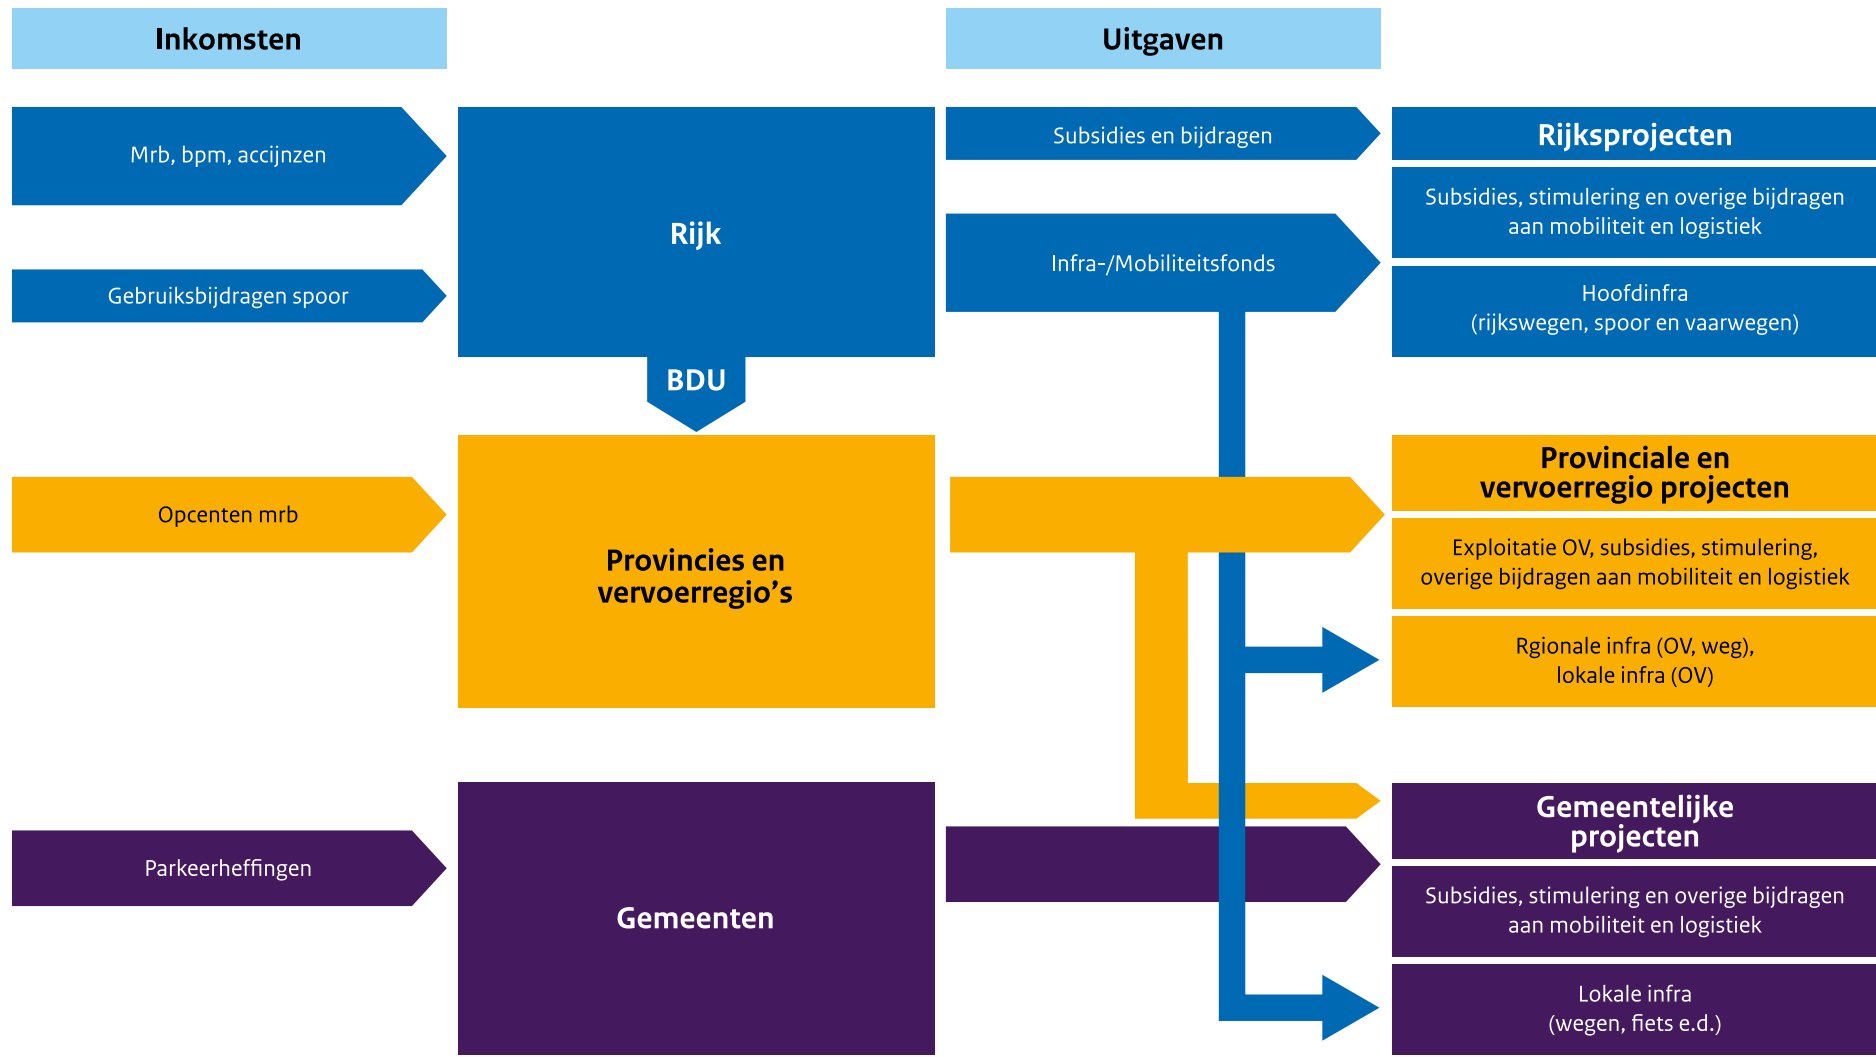 Inkomsten
Uitgaven
Mrb, bpm, accijnzen
Gebruiksbijdragen spoor
Rijk
BDU
Subsidies en bijdragen
Infra-/Mobiliteitsfonds
Rijksprojecten
Subsidies, stimulering en overige bijdragen
aan mobiliteit en logistiek
Hoofdinfra
(rijkswegen, spoor en vaarwegen)
Opcenten mrb
Provincies en
vervoerregio’s
Provinciale en
vervoerregio projecten
Exploitatie OV, subsidies, stimulering,
overige bijdragen aan mobiliteit en logistiek
Rgionale infra (OV, weg),
lokale infra (OV)
Parkeerheffingen
Gemeenten
Gemeentelijke
projecten
Subsidies, stimulering en overige bijdragen
aan mobiliteit en logistiek
Lokale infra
(wegen, fiets e.d.)